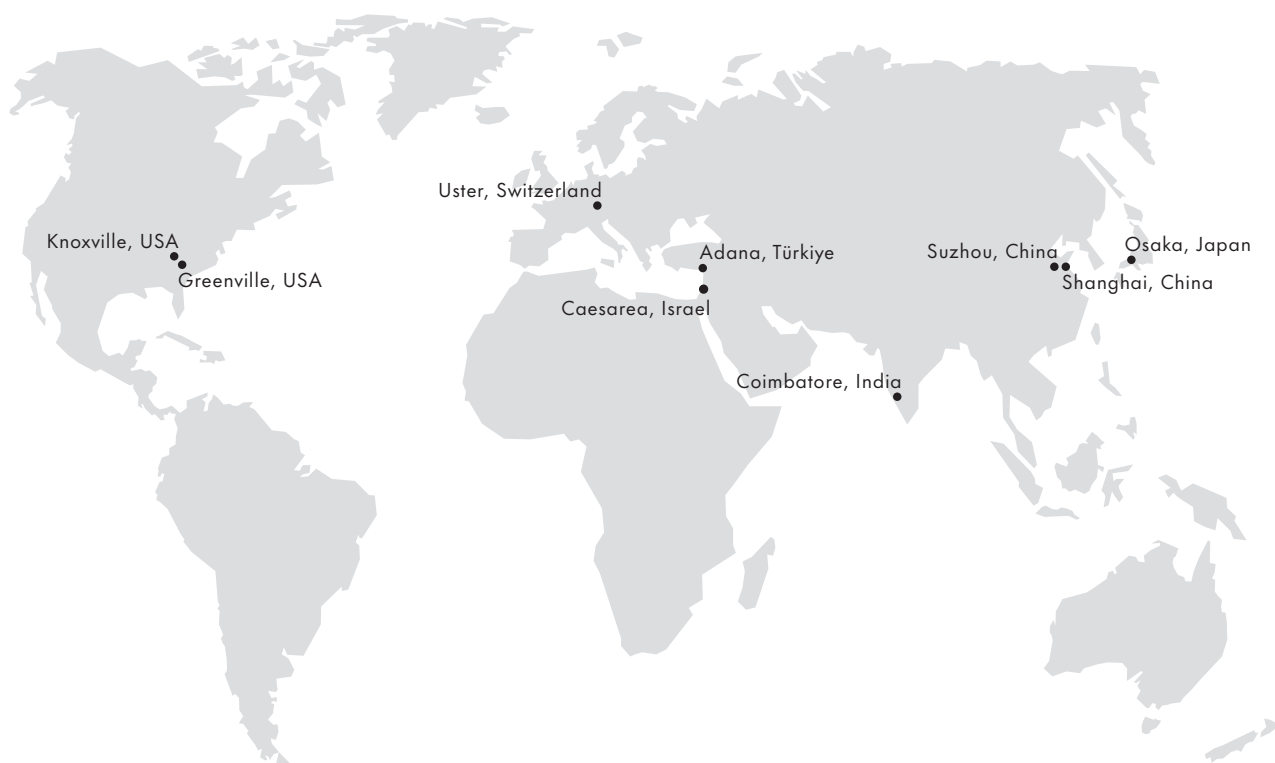 Uster, Switzerland
Knoxville, USA
Greenville, USA
Adana, Türkiye
Caesarea, Israel
Suzhou, China
Osaka, Japan
Shanghai, China
Coimbatore, India